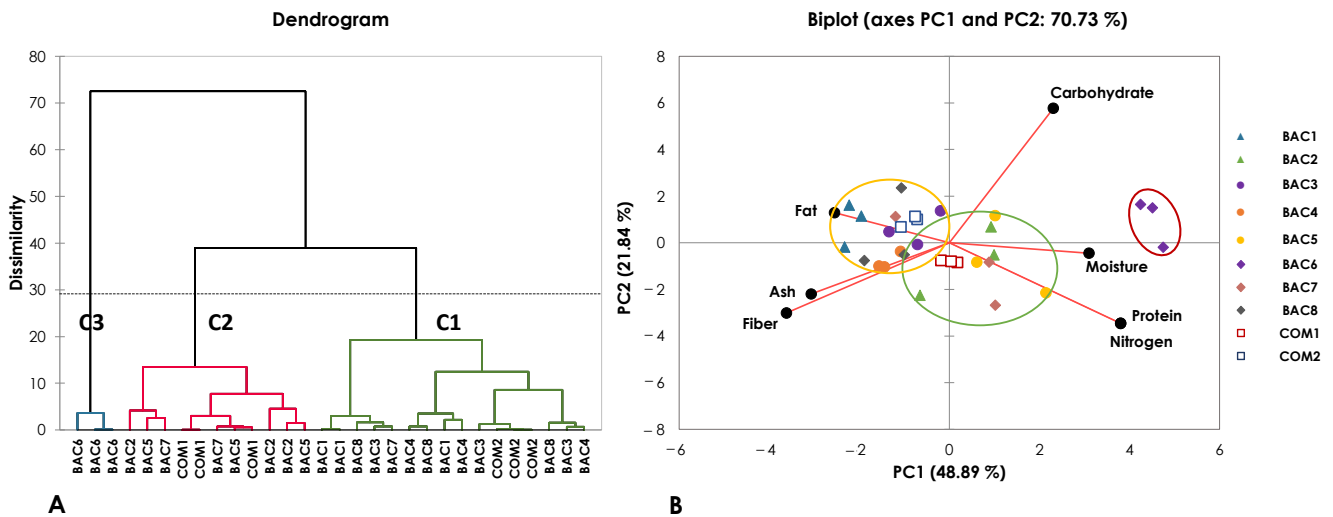 Dendrogram
80
70
60
50
40
30
20
10
0
Dissimilarity
C3
C2
C1
BAC6
BAC6
BAC6
BAC2
BAC5
BAC7
COM1
COM1
BAC7
BAC5
COM1
BAC2
BAC2
BAC5
BAC1
BAC1
BAC8
BAC3
BAC7
BAC4
BAC8
BAC1
BAC4
BAC3
COM2
COM2
COM2
BAC8
BAC3
BAC4
A
Biplot (axes PC1 and PC2: 70.73 %)
8
6
4
2
0
−2
−4
−6
−8
PC2 (21.84 %)
Carbohydrate
Fat
Moisture
Ash
Fiber
Protein
Nitrogen
−6
−4
−2
0
2
4
6
PC1 (48.89 %)
BAC1
BAC2
BAC3
BAC4
BAC5
BAC6
BAC7
BAC8
COM1
COM2
B